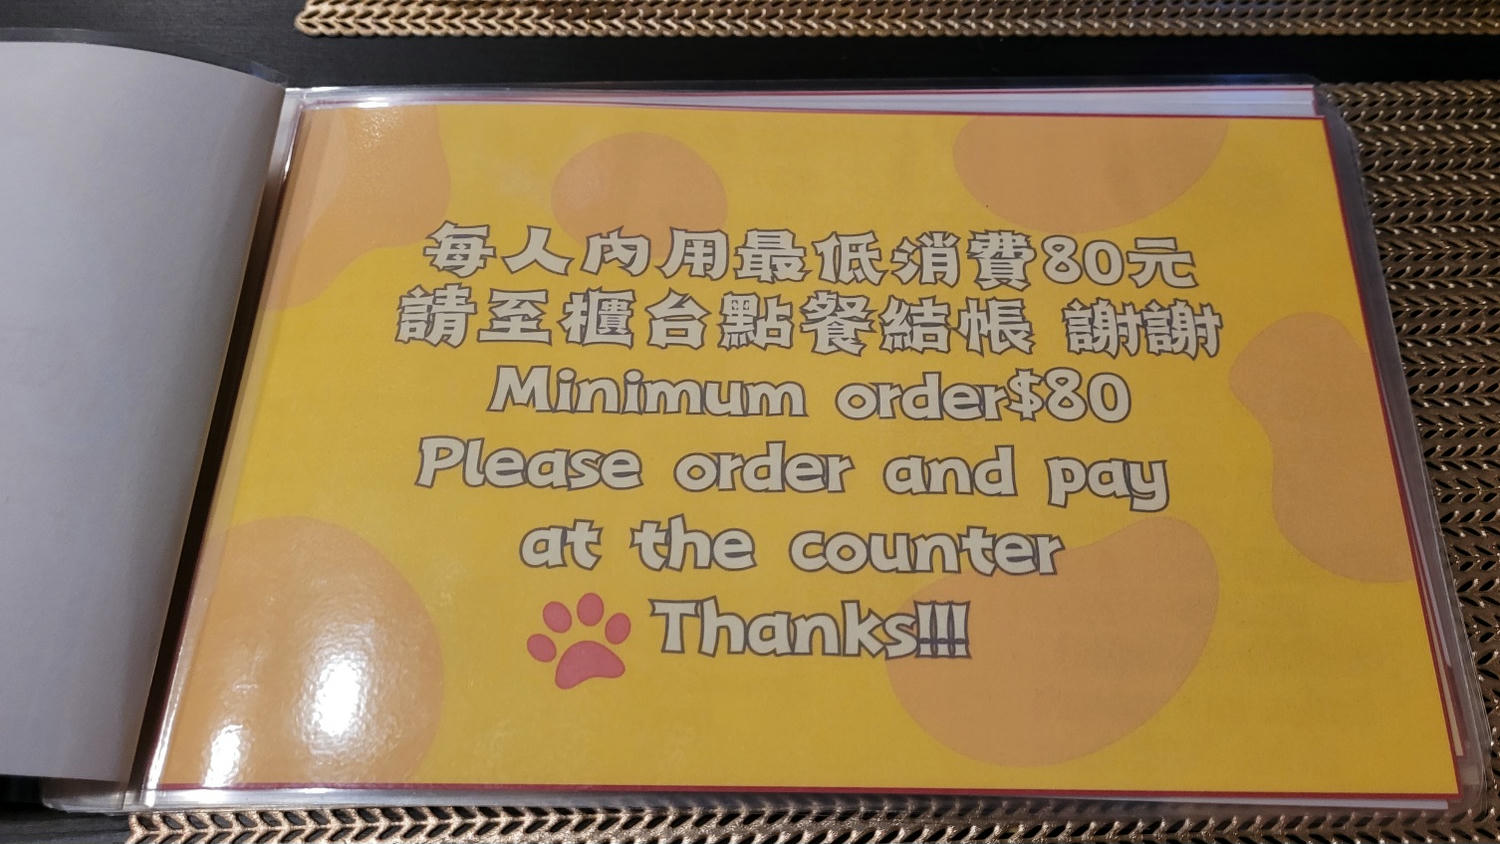 每人內用最低消費80元
請至櫃台點餐結帳 謝謝
Minimum order$80
Please order and pay
at the counter
Thanks!!!